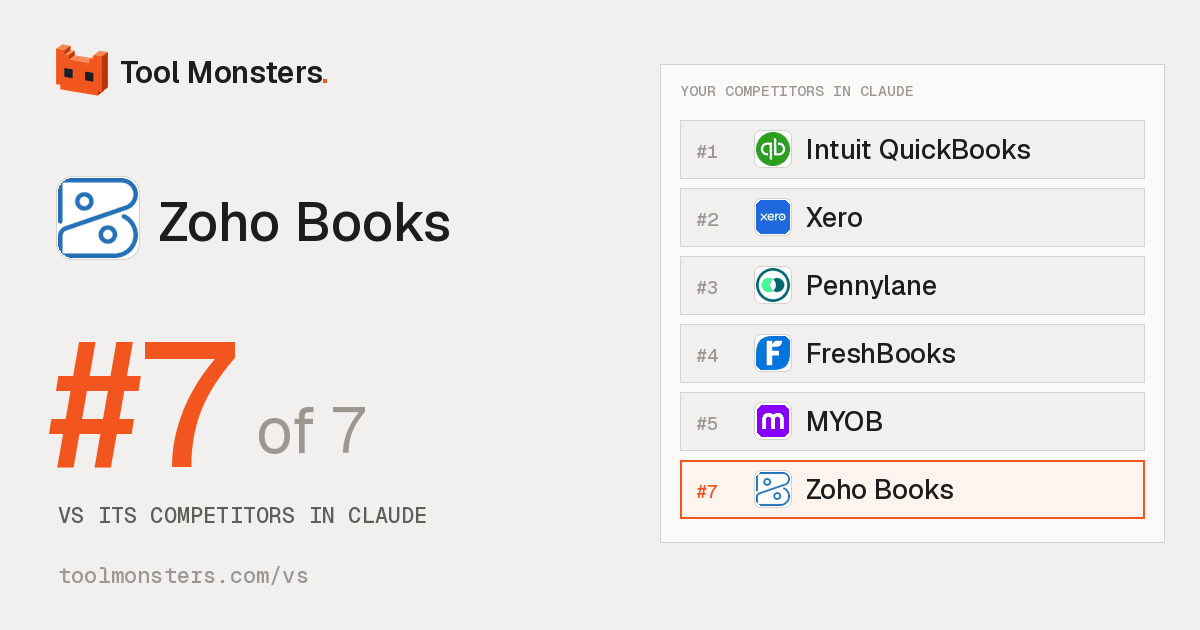 Tool Monsters.
Zoho Books
#7 of 7
VS ITS COMPETITORS IN CLAUDE
toolmonsters.com/vs
YOUR COMPETITORS IN CLAUDE
#1 qb Intuit QuickBooks
#2 xero Xero
#3 Pennylane
#4 F FreshBooks
#5 m MYOB
#7 Zoho Books